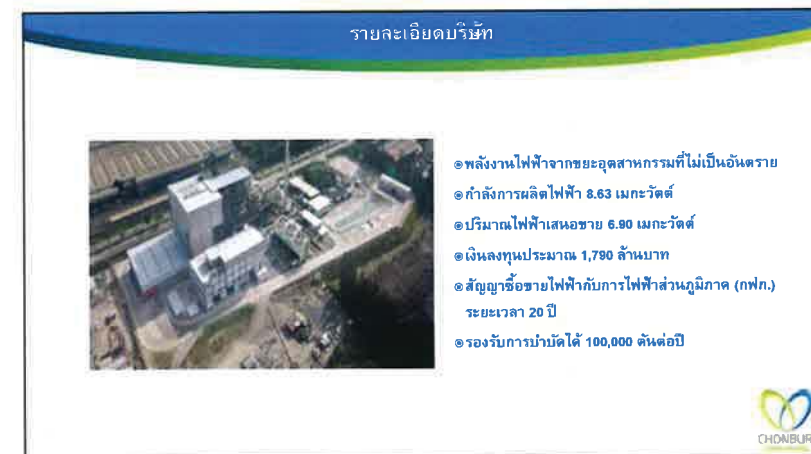 รายละเอียดบริษัท
๏พลังงานไฟฟ้าจากขยะอุตสาหกรรมที่ไม่เป็นอันตราย
๏กำลังการผลิตไฟฟ้า 8.63 เมกะวัตต์
๏ปริมาณไฟฟ้าเสนอขาย 6.90 เมกะวัตต์
๏เงินลงทุนประมาณ 1,790 ล้านบาท
๏สัญญาซื้อขายไฟฟ้ากับการไฟฟ้าส่วนภูมิภาค (กฟภ.)
ระยะเวลา 20 ปี
๏รองรับการบำบัดได้ 100,000 ตันต่อปี
CHONBUR